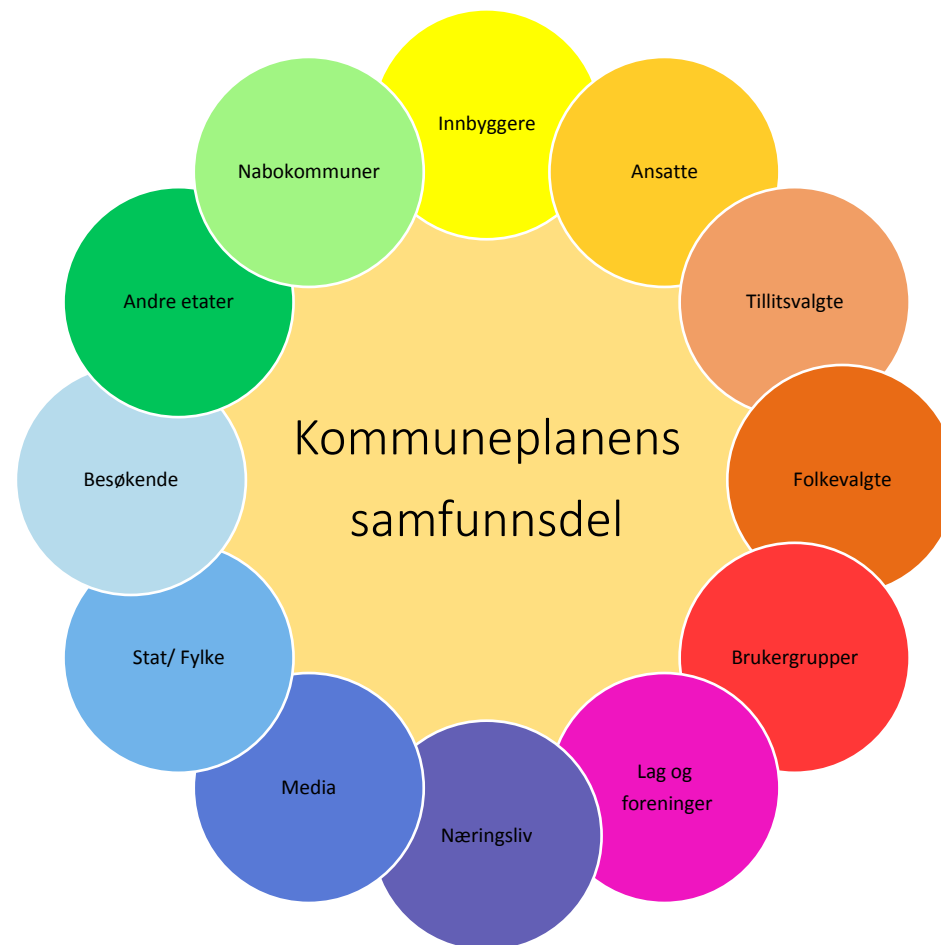 Innbyggere
Ansatte
Tillitsvalgte
Folkevalgte
Brukergrupper
Lag og
foreninger
Næringsliv
Media
Stat/ Fylke
Besøkende
Andre etater
Nabokommuner
Kommuneplanens
samfunnsdel